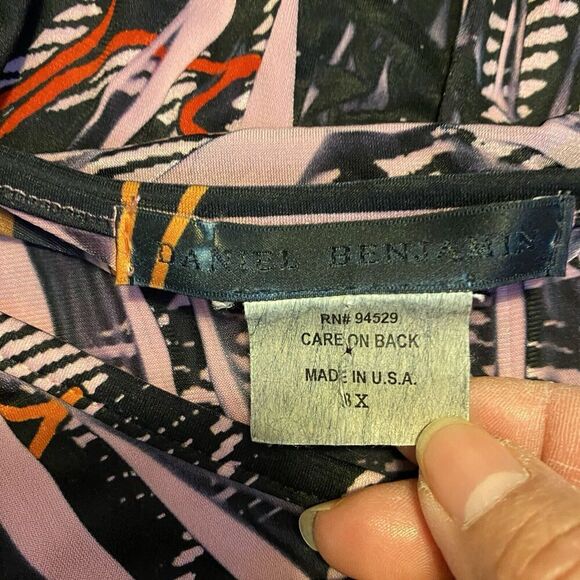 DANIEL BENJAMIN
RN# 94529
CARE ON BACK
MADE IN U.S.A.
X